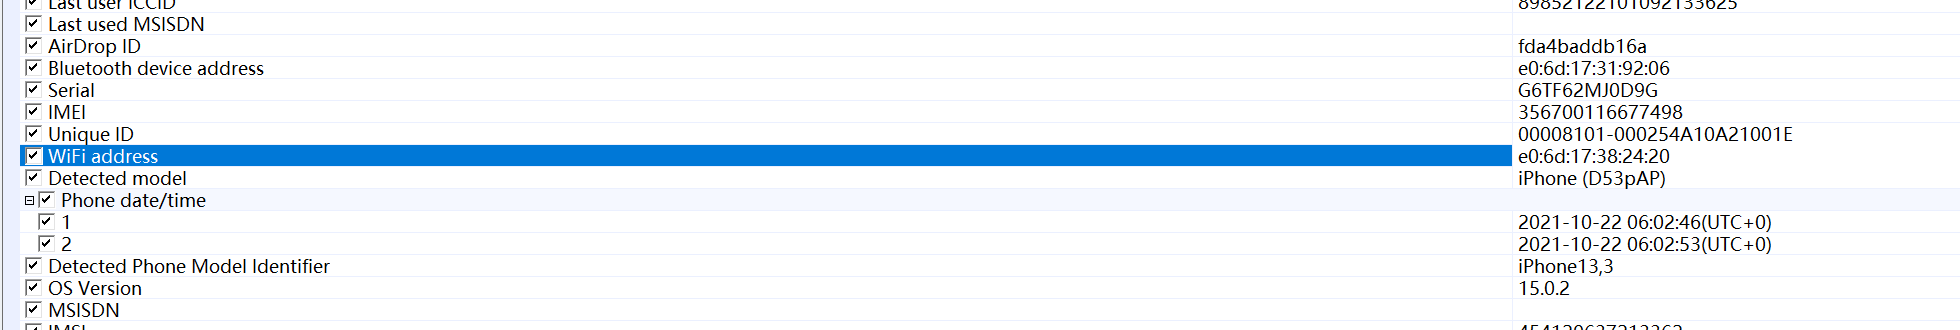 Last user ICCID 89852122101092133625
Last used MSISDN
AirDrop ID fda4baddb16a
Bluetooth device address e0:6d:17:31:92:06
Serial G6TF62MJ0D9G
IMEI 356700116677498
Unique ID 00008101-000254A10A21001E
WiFi address e0:6d:17:38:24:20
Detected model iPhone (D53pAP)
Phone date/time
1 2021-10-22 06:02:46(UTC+0)
2 2021-10-22 06:02:53(UTC+0)
Detected Phone Model Identifier iPhone13,3
OS Version 15.0.2
MSISDN
IMSI